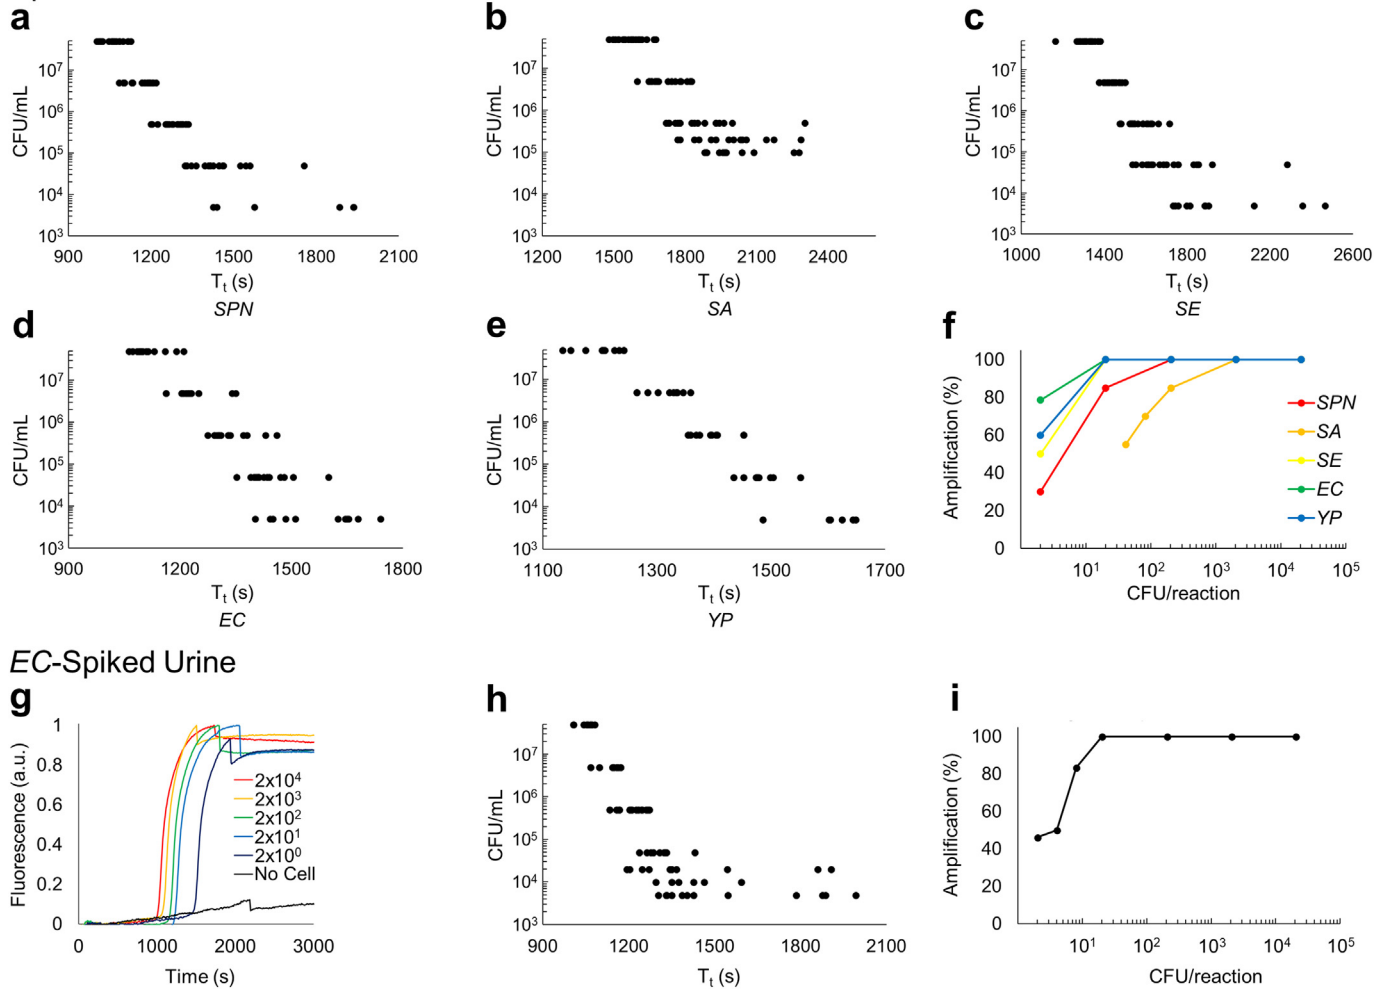 a
CFU/mL
10⁷
10⁶
10⁵
10⁴
10³
900 1200 1500 1800 2100
Tₜ (s)
SPN
b
CFU/mL
10⁷
10⁶
10⁵
10⁴
10³
1200 1500 1800 2100 2400
Tₜ (s)
SA
c
CFU/mL
10⁷
10⁶
10⁵
10⁴
10³
1000 1400 1800 2200 2600
Tₜ (s)
SE
d
CFU/mL
10⁷
10⁶
10⁵
10⁴
10³
900 1200 1500 1800
Tₜ (s)
EC
e
CFU/mL
10⁷
10⁶
10⁵
10⁴
10³
1100 1300 1500 1700
Tₜ (s)
YP
f
Amplification (%)
100
80
60
40
20
0
10¹ 10² 10³ 10⁴ 10⁵
CFU/reaction
SPN
SA
SE
EC
YP
EC-Spiked Urine
g
Fluorescence (a.u.)
1
0.8
0.6
0.4
0.2
0
0 1000 2000 3000
Time (s)
2x10⁴
2x10³
2x10²
2x10¹
2x10⁰
No Cell
h
CFU/mL
10⁷
10⁶
10⁵
10⁴
10³
900 1200 1500 1800 2100
Tₜ (s)
i
Amplification (%)
100
80
60
40
20
0
10¹ 10² 10³ 10⁴ 10⁵
CFU/reaction